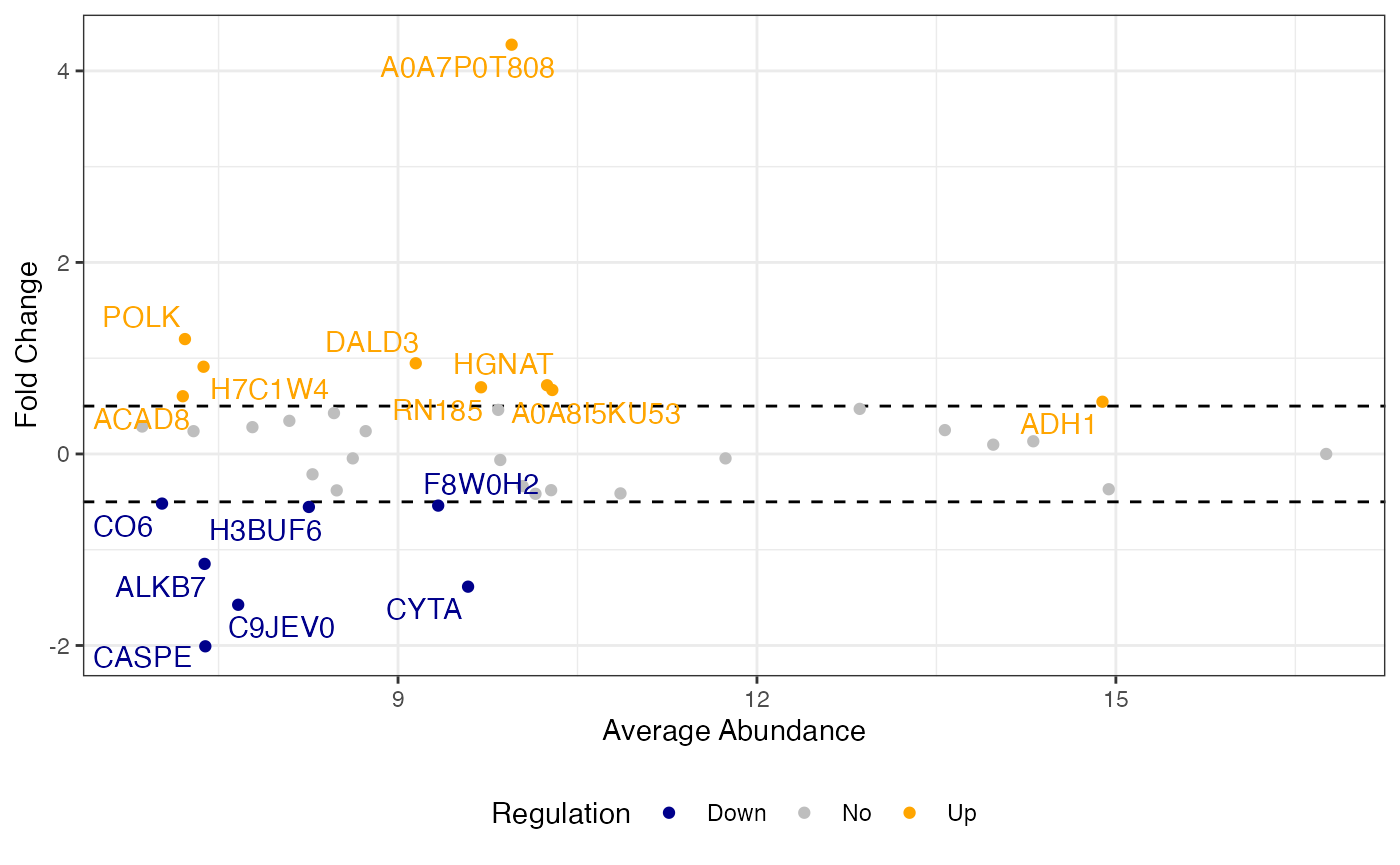 A0A7P0T808
4
2
POLK
DALD3
HGNAT
H7C1W4
ACAD8
RN185
A0A8I5KU53
ADH1
0
F8W0H2
CO6
H3BUF6
ALKB7
CYTA
C9JEV0
CASPE
-2
Fold Change
9
12
15
Average Abundance
Regulation Down No Up